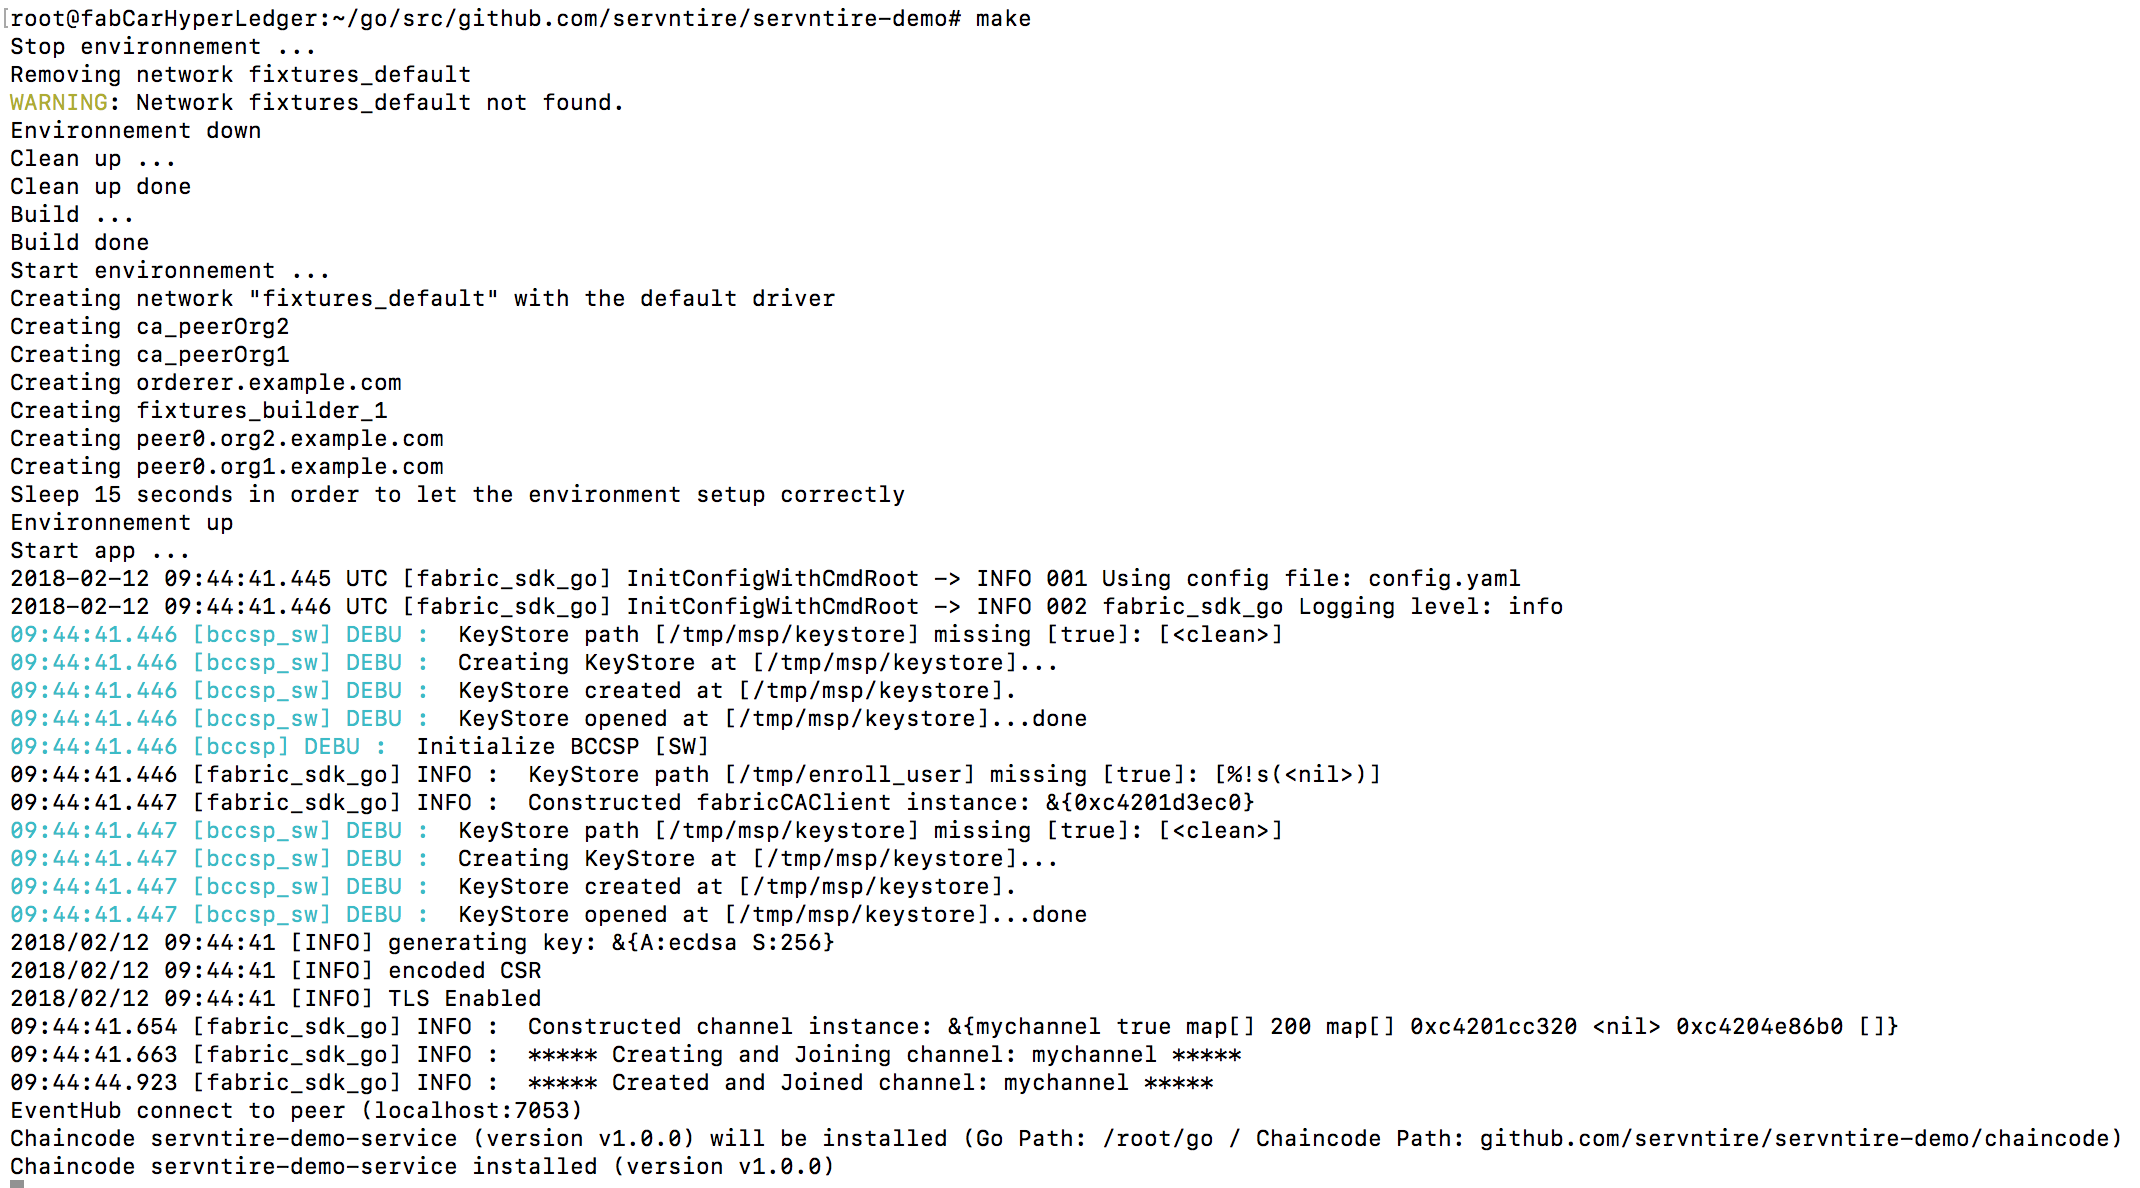 [root@fabCarHyperLedger:~/go/src/github.com/servntire/servntire-demo# make
Stop environnement ...
Removing network fixtures_default
WARNING: Network fixtures_default not found.
Environnement down
Clean up ...
Clean up done
Build ...
Build done
Start environnement ...
Creating network "fixtures_default" with the default driver
Creating ca_peerOrg2
Creating ca_peerOrg1
Creating orderer.example.com
Creating fixtures_builder_1
Creating peer0.org2.example.com
Creating peer0.org1.example.com
Sleep 15 seconds in order to let the environment setup correctly
Environnement up
Start app ...
2018-02-12 09:44:41.445 UTC [fabric_sdk_go] InitConfigWithCmdRoot -> INFO 001 Using config file: config.yaml
2018-02-12 09:44:41.446 UTC [fabric_sdk_go] InitConfigWithCmdRoot -> INFO 002 fabric_sdk_go Logging level: info
09:44:41.446 [bccsp_sw] DEBU :  KeyStore path [/tmp/msp/keystore] missing [true]: [<clean>]
09:44:41.446 [bccsp_sw] DEBU :  Creating KeyStore at [/tmp/msp/keystore]...
09:44:41.446 [bccsp_sw] DEBU :  KeyStore created at [/tmp/msp/keystore].
09:44:41.446 [bccsp_sw] DEBU :  KeyStore opened at [/tmp/msp/keystore]...done
09:44:41.446 [bccsp] DEBU :  Initialize BCCSP [SW]
09:44:41.446 [fabric_sdk_go] INFO :  KeyStore path [/tmp/enroll_user] missing [true]: [%!s(<nil>)]
09:44:41.447 [fabric_sdk_go] INFO :  Constructed fabricCAClient instance: &{0xc4201d3ec0}
09:44:41.447 [bccsp_sw] DEBU :  KeyStore path [/tmp/msp/keystore] missing [true]: [<clean>]
09:44:41.447 [bccsp_sw] DEBU :  Creating KeyStore at [/tmp/msp/keystore]...
09:44:41.447 [bccsp_sw] DEBU :  KeyStore created at [/tmp/msp/keystore].
09:44:41.447 [bccsp_sw] DEBU :  KeyStore opened at [/tmp/msp/keystore]...done
2018/02/12 09:44:41 [INFO] generating key: &{A:ecdsa S:256}
2018/02/12 09:44:41 [INFO] encoded CSR
2018/02/12 09:44:41 [INFO] TLS Enabled
09:44:41.654 [fabric_sdk_go] INFO :  Constructed channel instance: &{mychannel true map[] 200 map[] 0xc4201cc320 <nil> 0xc4204e86b0 []}
09:44:41.663 [fabric_sdk_go] INFO :  ***** Creating and Joining channel: mychannel *****
09:44:44.923 [fabric_sdk_go] INFO :  ***** Created and Joined channel: mychannel *****
EventHub connect to peer (localhost:7053)
Chaincode servntire-demo-service (version v1.0.0) will be installed (Go Path: /root/go / Chaincode Path: github.com/servntire/servntire-demo/chaincode)
Chaincode servntire-demo-service installed (version v1.0.0)